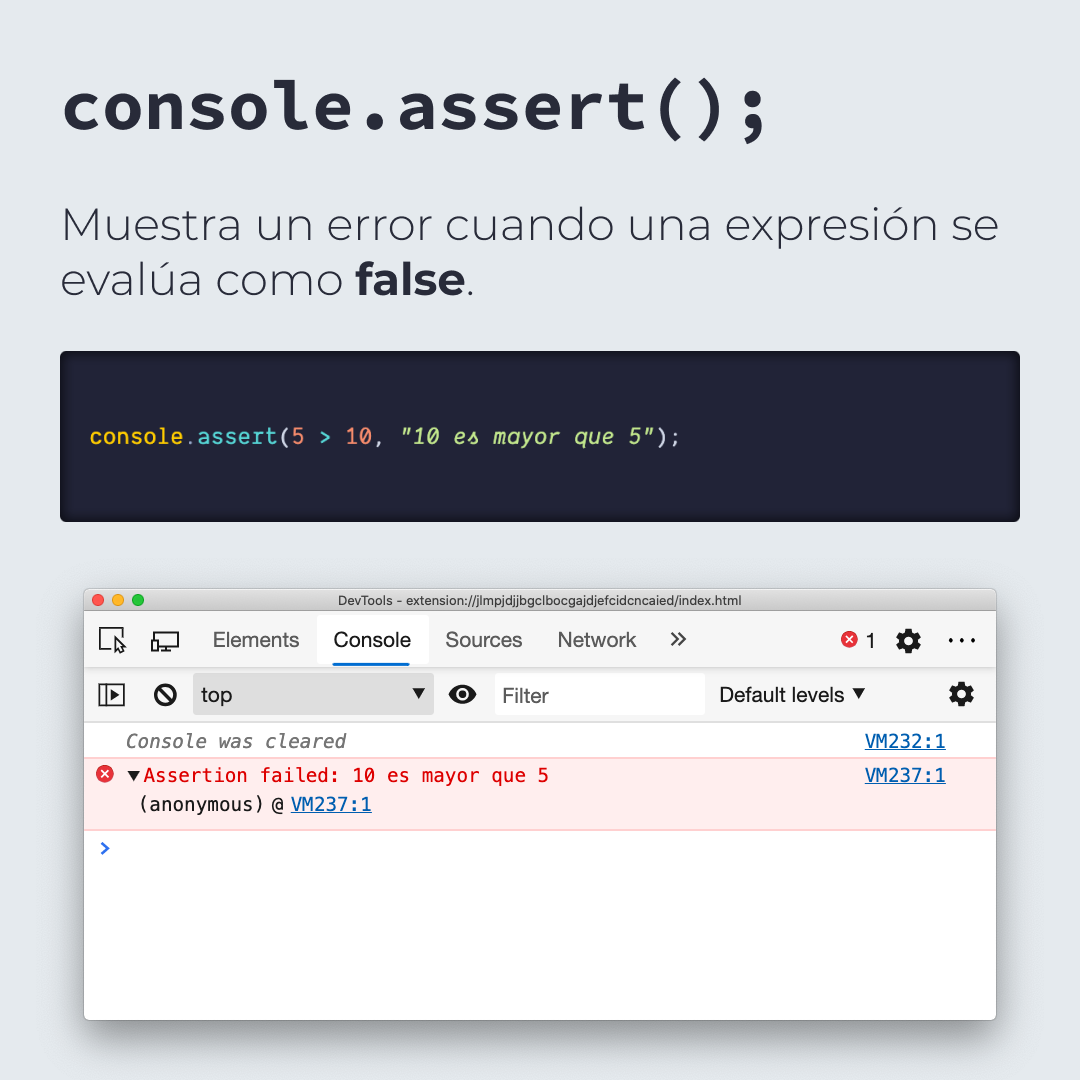 console.assert();
Muestra un error cuando una expresión se
evalúa como false.
console.assert(5 > 10, "10 es mayor que 5");
DevTools - extension://jlmpjdjjbgclbocgajdjefcidcncaied/index.html
Elements Console Sources Network 1
top Filter Default levels
Console was cleared VM232:1
Assertion failed: 10 es mayor que 5 VM237:1
(anonymous) @ VM237:1
>